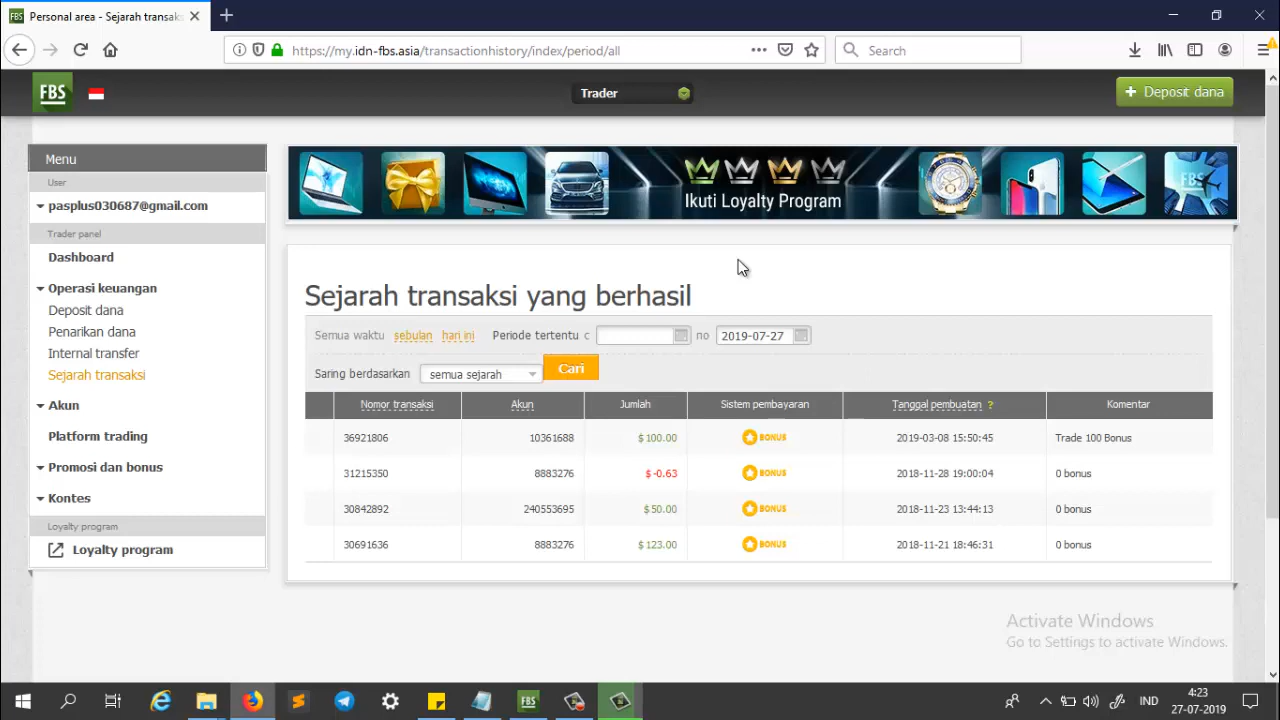 Personal area - Sejarah transaks
https://my.idn-fbs.asia/transactionhistory/index/period/all
Search
FBS
Trader
+ Deposit dana
Menu
User
pasplus030687@gmail.com
Trader panel
Dashboard
Operasi keuangan
Deposit dana
Penarikan dana
Internal transfer
Sejarah transaksi
Akun
Platform trading
Promosi dan bonus
Kontes
Loyalty program
Loyalty program
Ikuti Loyalty Program
FBS
Sejarah transaksi yang berhasil
Semua waktu sebulan hari ini Periode tertentu c no 2019-07-27
Saring berdasarkan semua sejarah Cari
Nomor transaksi Akun Jumlah Sistem pembayaran Tanggal pembuatan ? Komentar
36921806 10361688 $ 100.00 BONUS 2019-03-08 15:50:45 Trade 100 Bonus
31215350 8883276 $ -0.63 BONUS 2018-11-28 19:00:04 0 bonus
30842892 240553695 $ 50.00 BONUS 2018-11-23 13:44:13 0 bonus
30691636 8883276 $ 123.00 BONUS 2018-11-21 18:46:31 0 bonus
Activate Windows
Go to Settings to activate Windows.
FBS
IND
4:23
27-07-2019